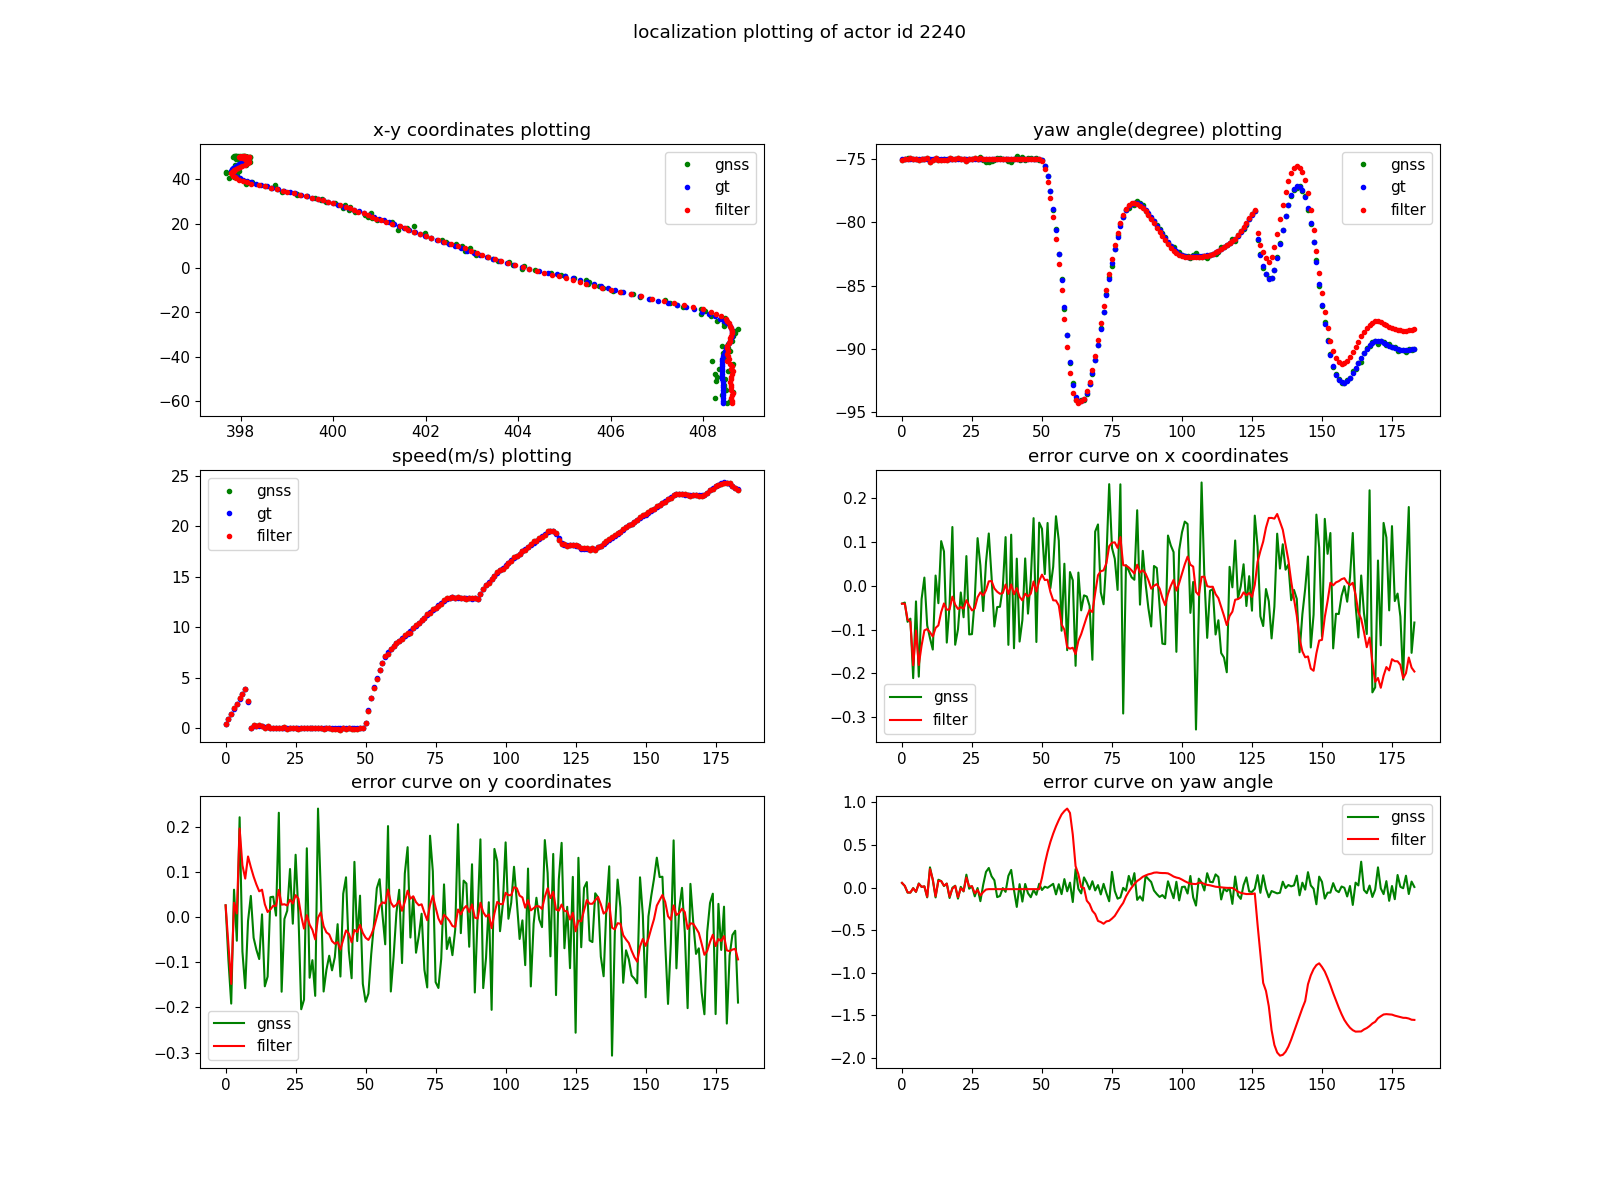 localization plotting of actor id 2240
x-y coordinates plotting
gnss
gt
filter
40
20
0
−20
−40
−60
398 400 402 404 406 408
yaw angle(degree) plotting
gnss
gt
filter
−75
−80
−85
−90
−95
0 25 50 75 100 125 150 175
speed(m/s) plotting
gnss
gt
filter
25
20
15
10
5
0
0 25 50 75 100 125 150 175
error curve on x coordinates
0.2
0.1
0.0
−0.1
−0.2
−0.3
gnss
filter
0 25 50 75 100 125 150 175
error curve on y coordinates
0.2
0.1
0.0
−0.1
−0.2
−0.3
gnss
filter
0 25 50 75 100 125 150 175
error curve on yaw angle
gnss
filter
1.0
0.5
0.0
−0.5
−1.0
−1.5
−2.0
0 25 50 75 100 125 150 175